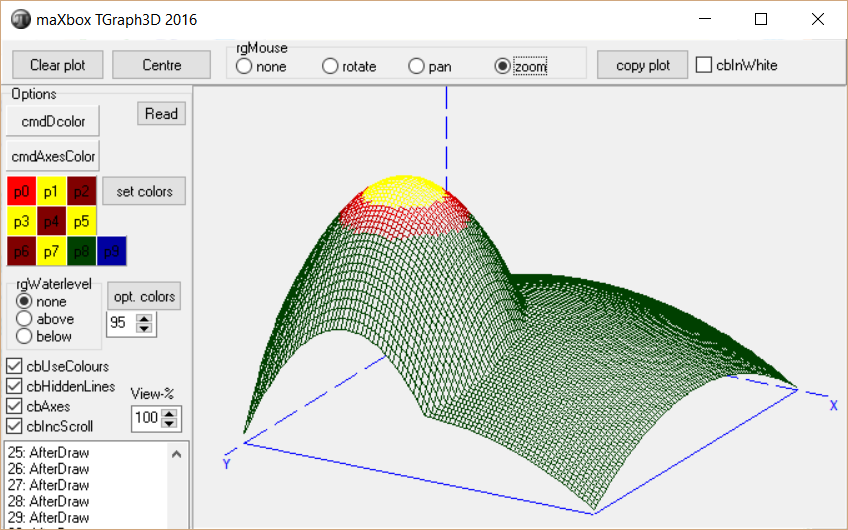 maXbox TGraph3D 2016
Clear plot Centre rgMouse none rotate pan zoom copy plot cbInWhite
Options
cmdDcolor Read
cmdAxesColor
p0 p1 p2 set colors
p3 p4 p5
p6 p7 p8 p9
rgWaterlevel
none opt. colors
above 95
below
cbUseColours
cbHiddenLines View-%
cbAxes 100
cbIncScroll
25: AfterDraw
26: AfterDraw
27: AfterDraw
28: AfterDraw
29: AfterDraw
X
Y